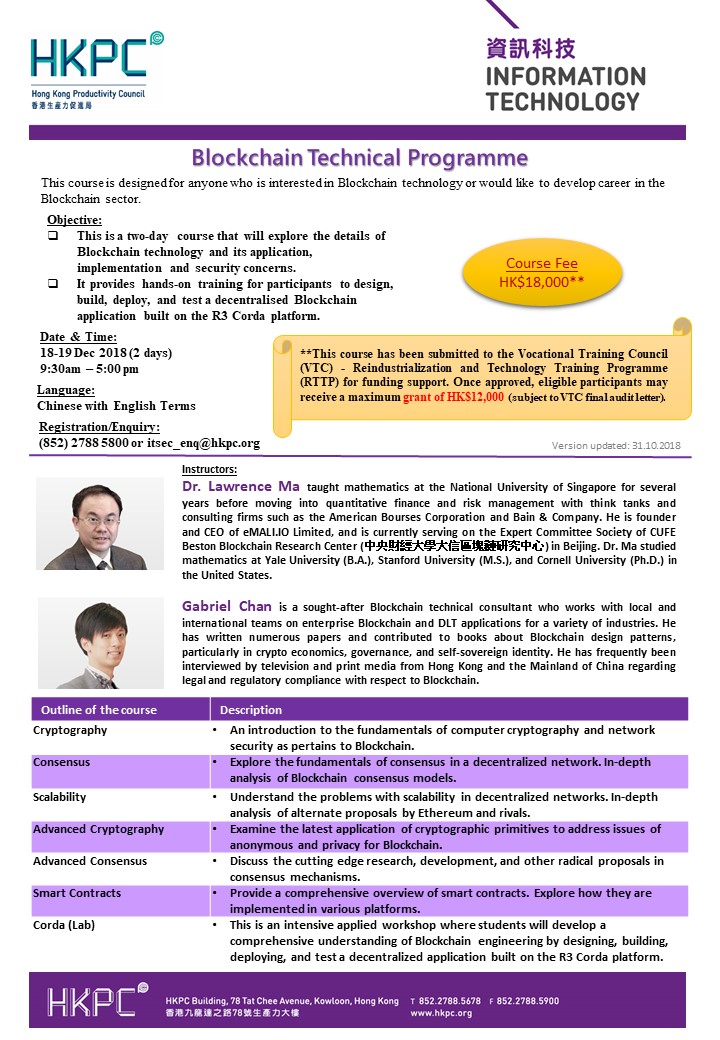 HKPC
Hong Kong Productivity Council
香港生產力促進局
資訊科技
INFORMATION
TECHNOLOGY
Blockchain Technical Programme
This course is designed for anyone who is interested in Blockchain technology or would like to develop career in the
Blockchain sector.
Objective:
❑ This is a two-day course that will explore the details of
Blockchain technology and its application,
implementation and security concerns.
❑ It provides hands-on training for participants to design,
build, deploy, and test a decentralised Blockchain
application built on the R3 Corda platform.
Course Fee
HK$18,000**
Date & Time:
18-19 Dec 2018 (2 days)
9:30am – 5:00 pm
Language:
Chinese with English Terms
Registration/Enquiry:
(852) 2788 5800 or itsec_enq@hkpc.org
**This course has been submitted to the Vocational Training Council
(VTC) - Reindustrialization and Technology Training Programme
(RTTP) for funding support. Once approved, eligible participants may
receive a maximum grant of HK$12,000 (subject to VTC final audit letter).
Version updated: 31.10.2018
Instructors:
Dr. Lawrence Ma taught mathematics at the National University of Singapore for several
years before moving into quantitative finance and risk management with think tanks and
consulting firms such as the American Bourses Corporation and Bain & Company. He is founder
and CEO of eMALI.IO Limited, and is currently serving on the Expert Committee Society of CUFE
Beston Blockchain Research Center (中央財經大學大信區塊鏈研究中心) in Beijing. Dr. Ma studied
mathematics at Yale University (B.A.), Stanford University (M.S.), and Cornell University (Ph.D.) in
the United States.
Gabriel Chan is a sought-after Blockchain technical consultant who works with local and
international teams on enterprise Blockchain and DLT applications for a variety of industries. He
has written numerous papers and contributed to books about Blockchain design patterns,
particularly in crypto economics, governance, and self-sovereign identity. He has frequently been
interviewed by television and print media from Hong Kong and the Mainland of China regarding
legal and regulatory compliance with respect to Blockchain.
Outline of the course Description
Cryptography • An introduction to the fundamentals of computer cryptography and network
security as pertains to Blockchain.
Consensus • Explore the fundamentals of consensus in a decentralized network. In-depth
analysis of Blockchain consensus models.
Scalability • Understand the problems with scalability in decentralized networks. In-depth
analysis of alternate proposals by Ethereum and rivals.
Advanced Cryptography • Examine the latest application of cryptographic primitives to address issues of
anonymous and privacy for Blockchain.
Advanced Consensus • Discuss the cutting edge research, development, and other radical proposals in
consensus mechanisms.
Smart Contracts • Provide a comprehensive overview of smart contracts. Explore how they are
implemented in various platforms.
Corda (Lab) • This is an intensive applied workshop where students will develop a
comprehensive understanding of Blockchain engineering by designing, building,
deploying, and test a decentralized application built on the R3 Corda platform.
HKPC
HKPC Building, 78 Tat Chee Avenue, Kowloon, Hong Kong T 852.2788.5678 F 852.2788.5900
香港九龍達之路78號生產力大樓 www.hkpc.org